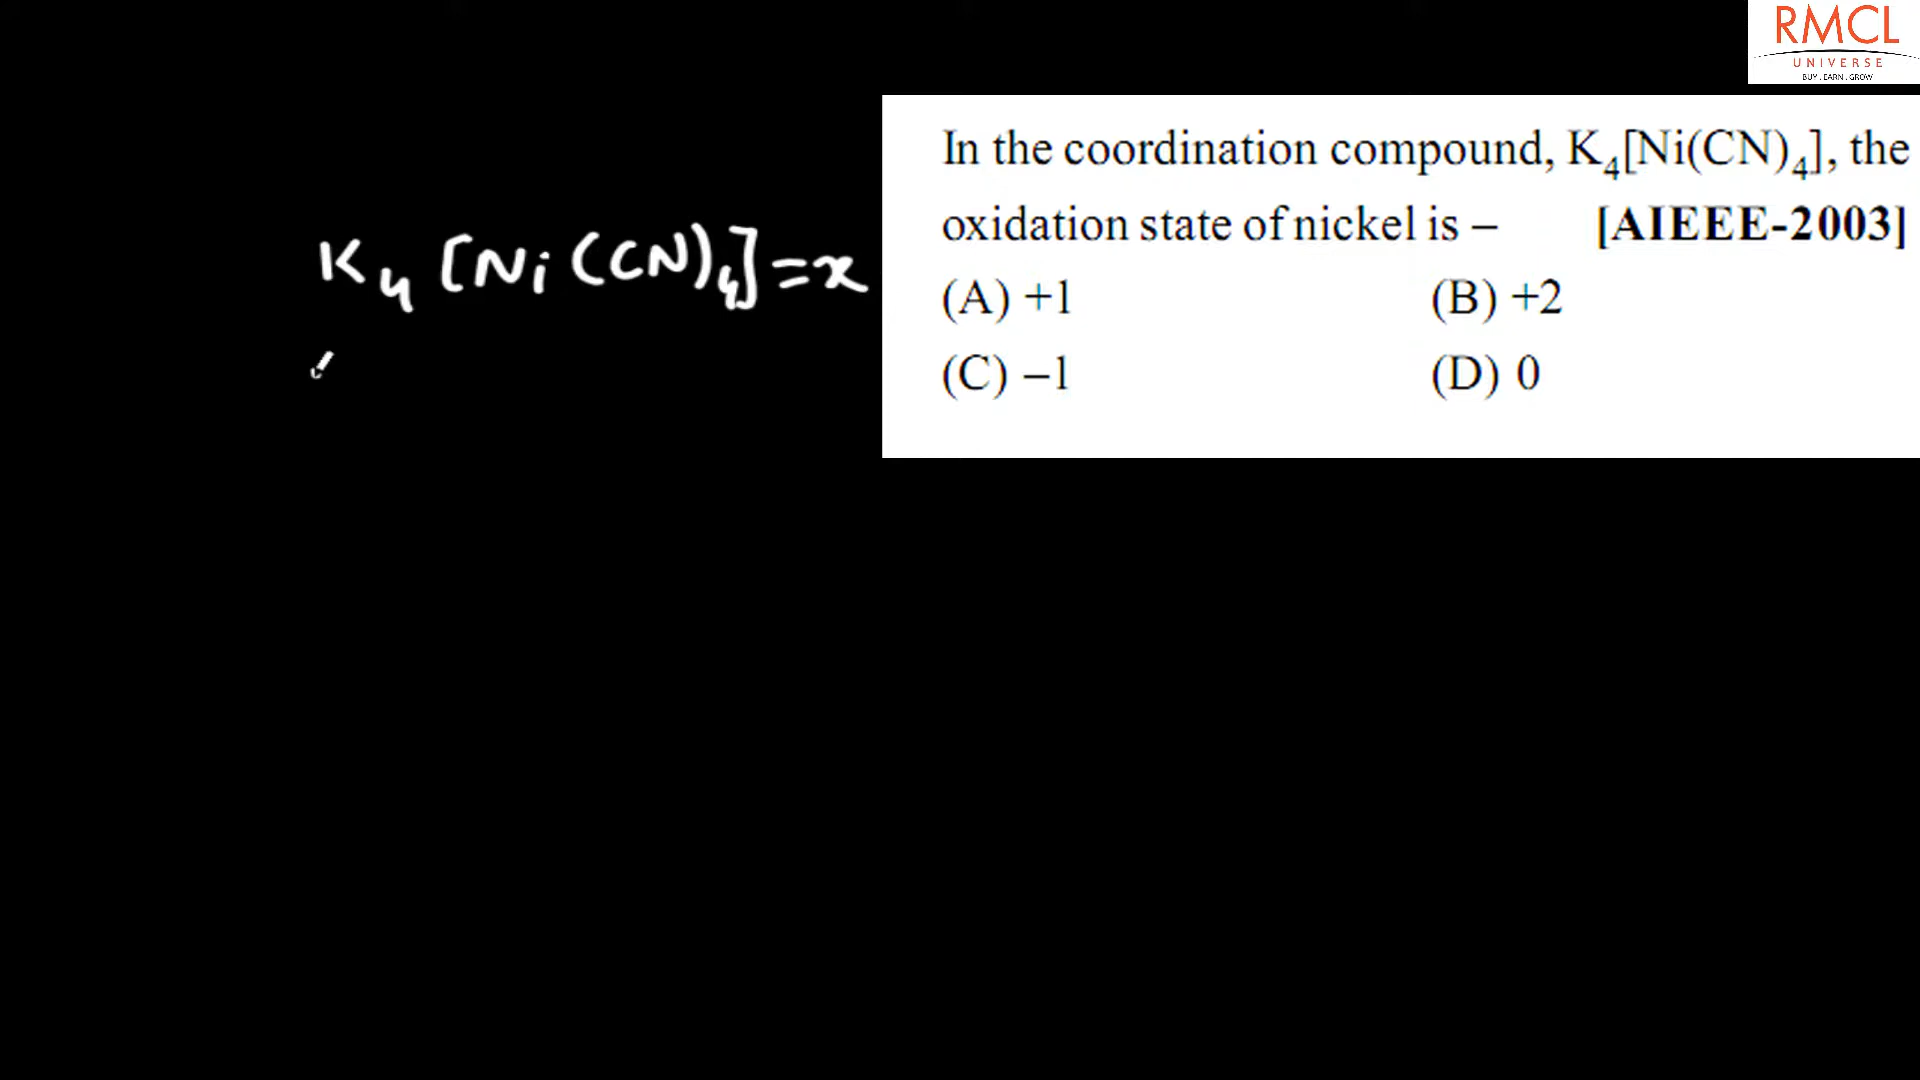 RMCL
UNIVERSE
BUY . EARN . GROW
In the coordination compound, K₄[Ni(CN)₄], the
oxidation state of nickel is – [AIEEE-2003]
(A) +1 (B) +2
(C) –1 (D) 0
K₄ [Ni(CN)₄] = x